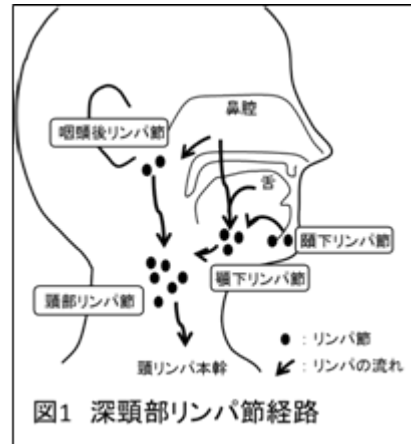 鼻腔
咽頭後リンパ節
舌
頤下リンパ節
顎下リンパ節
頸部リンパ節
頸リンパ本幹
:リンパ節
:リンパの流れ
図1 深頸部リンパ節経路